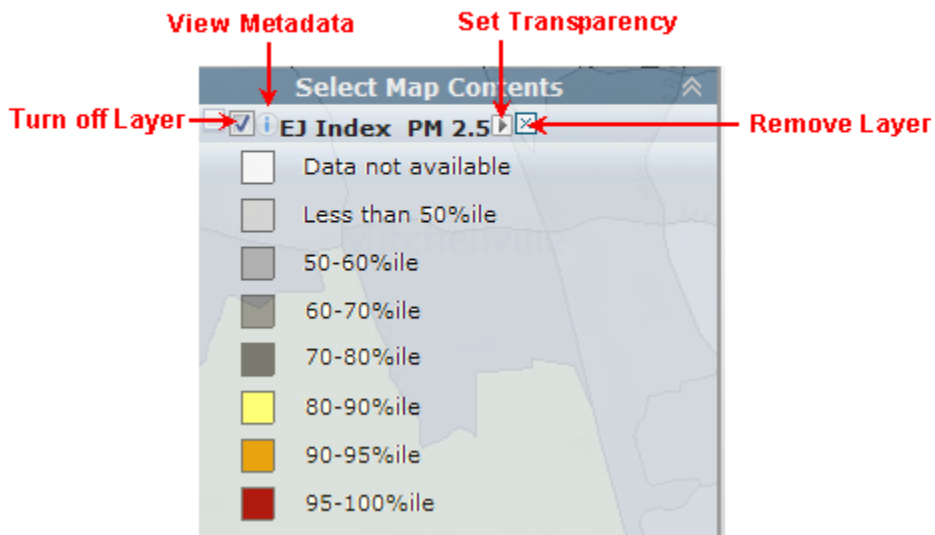 View Metadata
Set Transparency
Select Map Contents
Turn off Layer
EJ Index PM 2.5
Remove Layer
Data not available
Less than 50%ile
Mitchellville
50-60%ile
60-70%ile
70-80%ile
80-90%ile
90-95%ile
95-100%ile